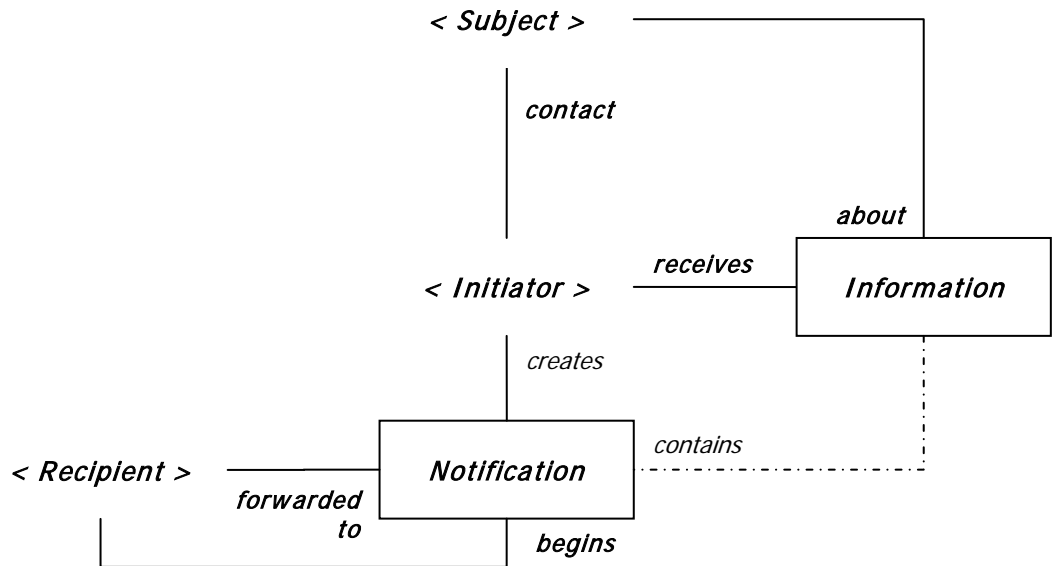 < Subject >
contact
about
receives
< Initiator >
Information
creates
contains
< Recipient >
Notification
forwarded
to
begins